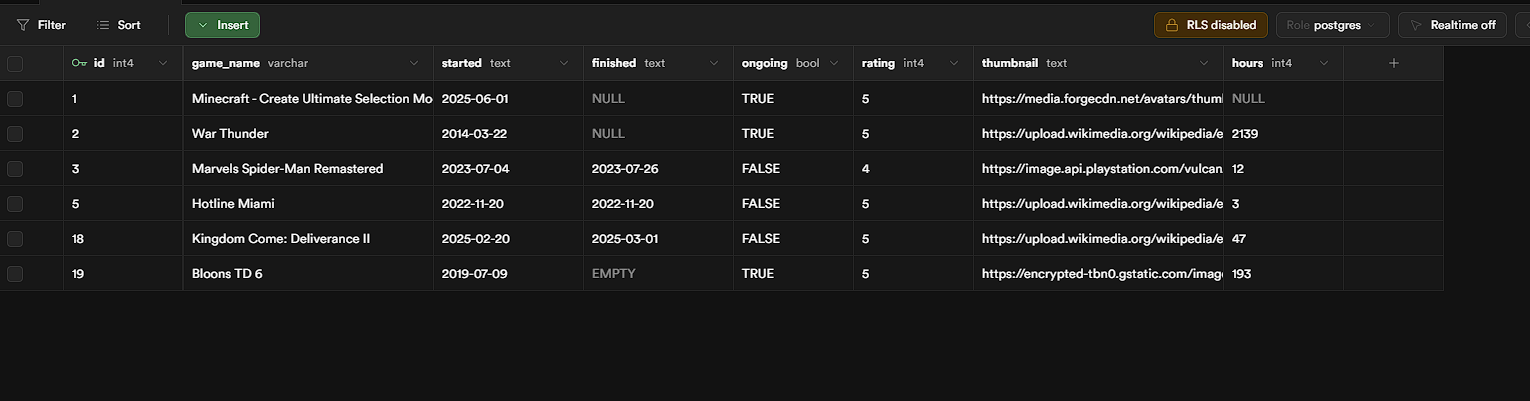 Filter Sort Insert RLS disabled Role postgres Realtime off
id int4 game_name varchar started text finished text ongoing bool rating int4 thumbnail text hours int4
1 Minecraft - Create Ultimate Selection Mo 2025-06-01 NULL TRUE 5 https://media.forgecdn.net/avatars/thum NULL
2 War Thunder 2014-03-22 NULL TRUE 5 https://upload.wikimedia.org/wikipedia/e 2139
3 Marvels Spider-Man Remastered 2023-07-04 2023-07-26 FALSE 4 https://image.api.playstation.com/vulcan 12
5 Hotline Miami 2022-11-20 2022-11-20 FALSE 5 https://upload.wikimedia.org/wikipedia/e 3
18 Kingdom Come: Deliverance II 2025-02-20 2025-03-01 FALSE 5 https://upload.wikimedia.org/wikipedia/e 47
19 Bloons TD 6 2019-07-09 EMPTY TRUE 5 https://encrypted-tbn0.gstatic.com/imag 193